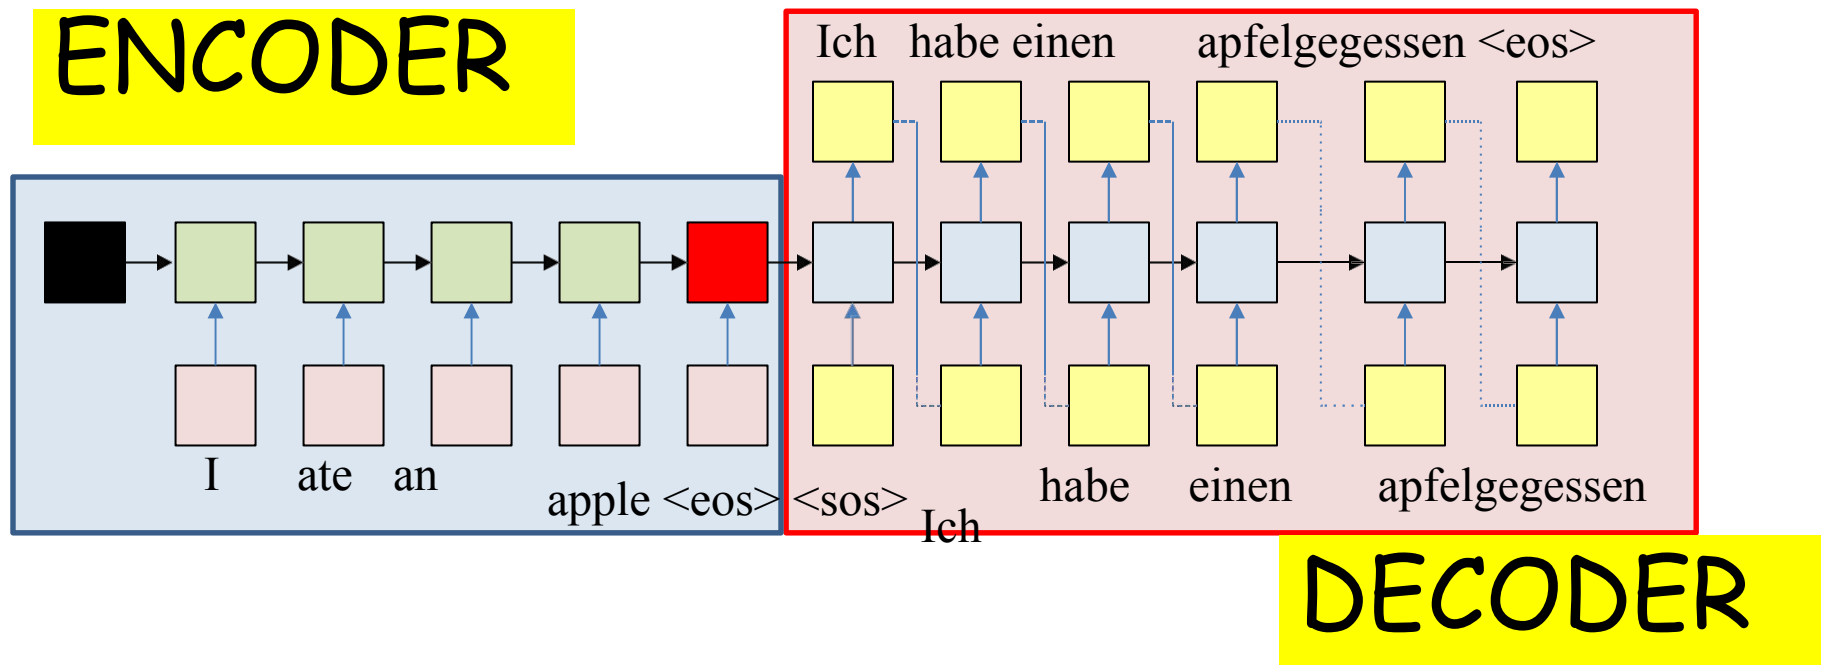 ENCODER
Ich habe einen apfelgegessen <eos>
I ate an
apple <eos> <sos>
Ich
habe einen apfelgegessen
DECODER